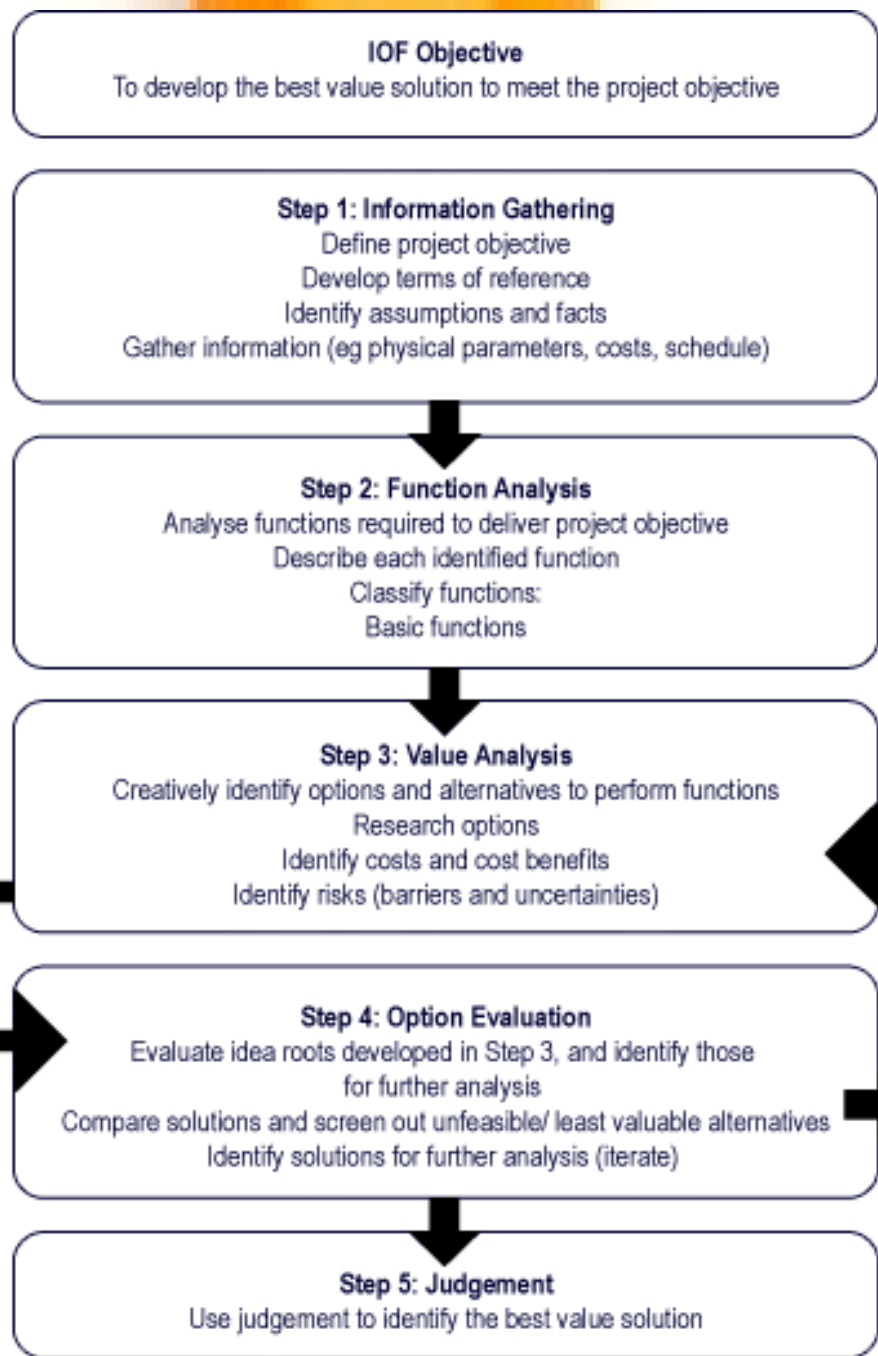 IOF Objective
To develop the best value solution to meet the project objective
Step 1: Information Gathering
Define project objective
Develop terms of reference
Identify assumptions and facts
Gather information (eg physical parameters, costs, schedule)
Step 2: Function Analysis
Analyse functions required to deliver project objective
Describe each identified function
Classify functions:
Basic functions
Step 3: Value Analysis
Creatively identify options and alternatives to perform functions
Research options
Identify costs and cost benefits
Identify risks (barriers and uncertainties)
Step 4: Option Evaluation
Evaluate idea roots developed in Step 3, and identify those
for further analysis
Compare solutions and screen out unfeasible/ least valuable alternatives
Identify solutions for further analysis (iterate)
Step 5: Judgement
Use judgement to identify the best value solution